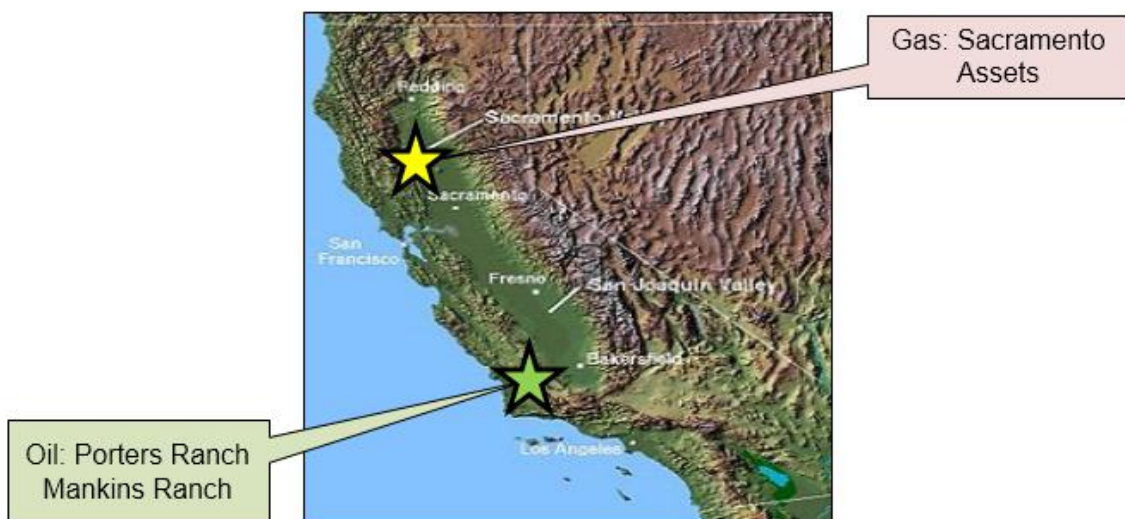 Gas: Sacramento
Assets
Redding
Sacramento
Sacramento
San
Francisco
Fresno
San Joaquin Valley
Bakersfield
Oil: Porters Ranch
Mankins Ranch
Los Angeles